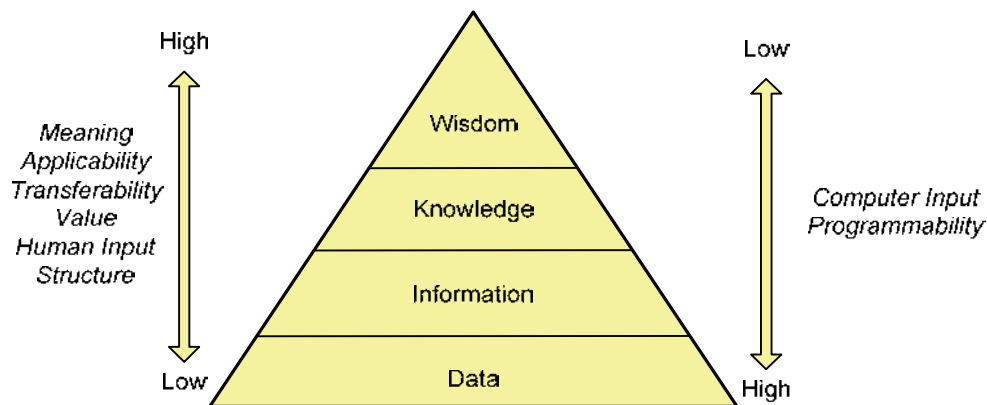 High
Low
Wisdom
Meaning
Applicability
Transferability
Value
Human Input
Structure
Knowledge
Computer Input
Programmability
Information
Low
Data
High